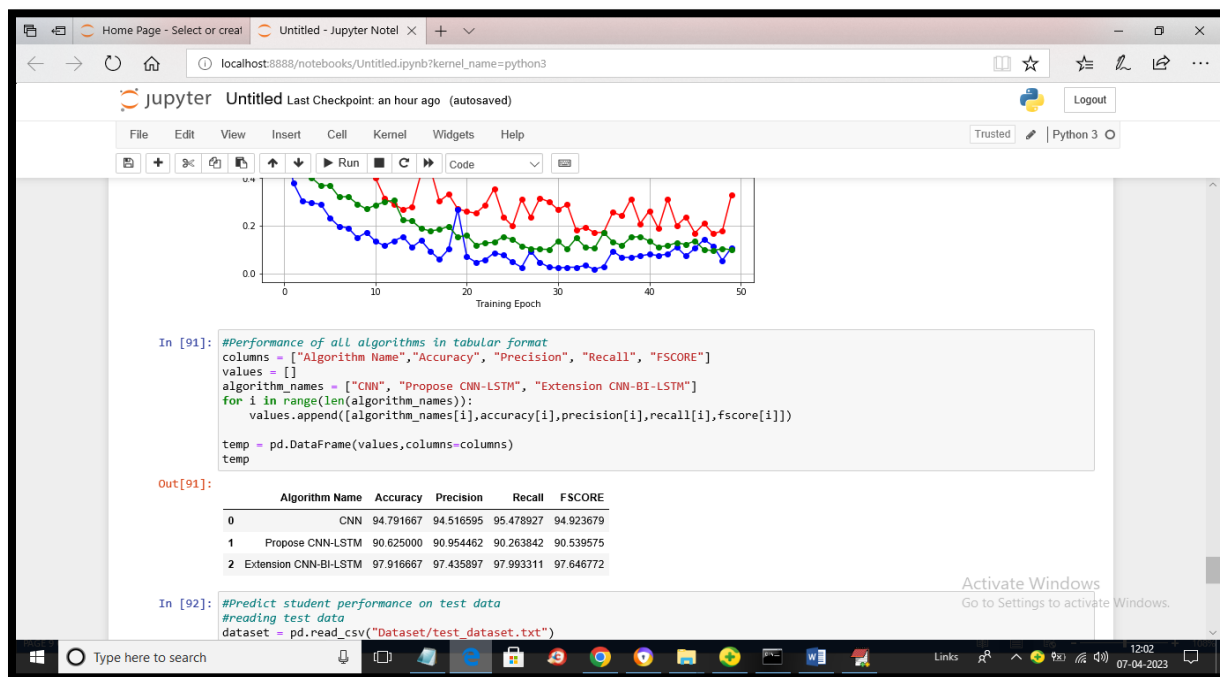 Home Page - Select or creat
Untitled - Jupyter Notel
localhost:8888/notebooks/Untitled.ipynb?kernel_name=python3
jupyter Untitled Last Checkpoint: an hour ago (autosaved)
Logout
File Edit View Insert Cell Kernel Widgets Help
Trusted Python 3
Run Code
0.4
0.2
0.0
0 10 20 30 40 50
Training Epoch
In [91]: #Performance of all algorithms in tabular format
columns = ["Algorithm Name","Accuracy", "Precision", "Recall", "FSCORE"]
values = []
algorithm_names = ["CNN", "Propose CNN-LSTM", "Extension CNN-BI-LSTM"]
for i in range(len(algorithm_names)):
    values.append([algorithm_names[i],accuracy[i],precision[i],recall[i],fscore[i]])
temp = pd.DataFrame(values,columns=columns)
temp
Out[91]:
Algorithm Name Accuracy Precision Recall FSCORE
0 CNN 94.791667 94.516595 95.478927 94.923679
1 Propose CNN-LSTM 90.625000 90.954462 90.263842 90.539575
2 Extension CNN-BI-LSTM 97.916667 97.435897 97.993311 97.646772
Activate Windows
Go to Settings to activate Windows.
In [92]: #Predict student performance on test data
#reading test data
dataset = pd.read_csv("Dataset/test_dataset.txt")
Type here to search
Links
12:02
07-04-2023